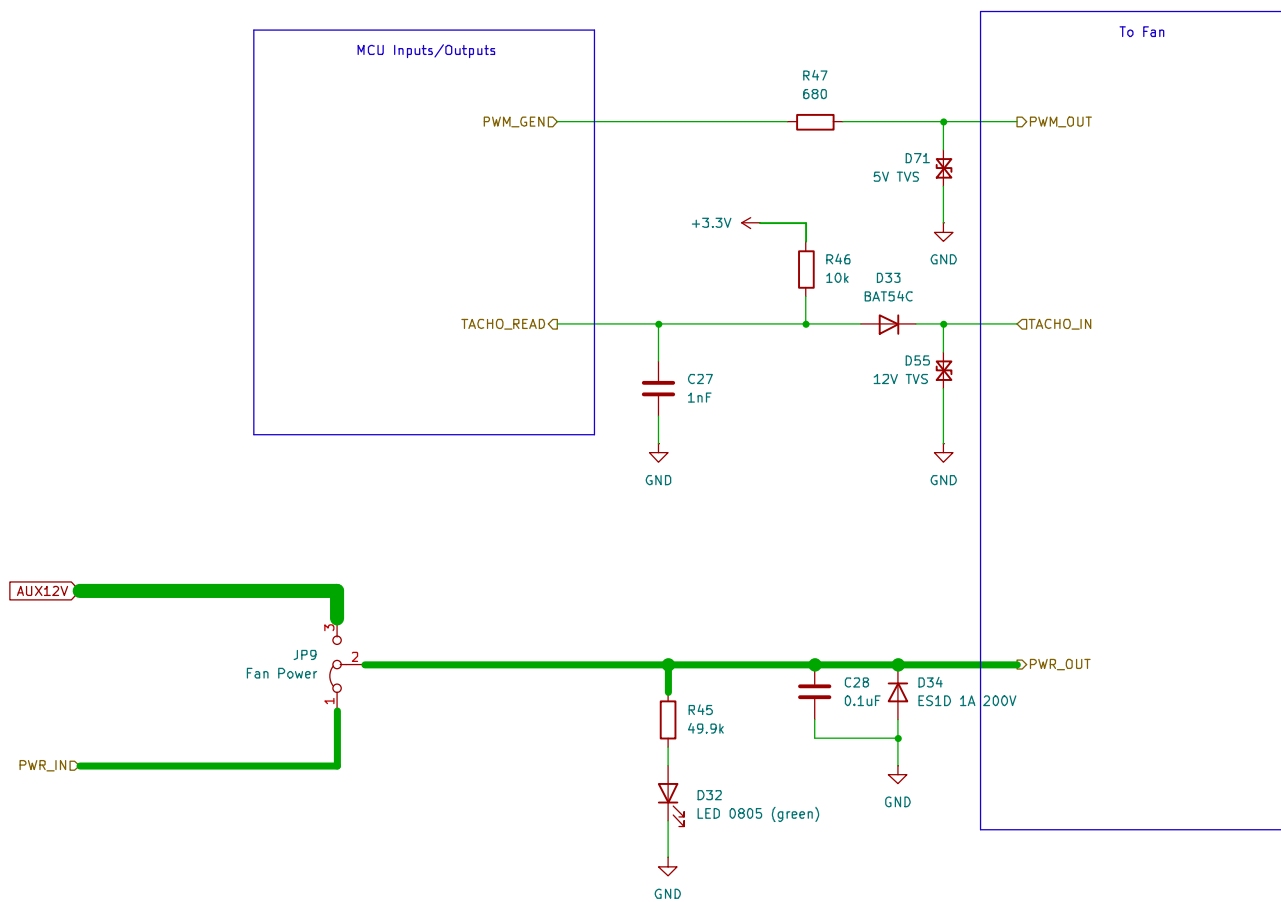 MCU Inputs/Outputs
To Fan
R47
680
PWM_GEN
PWM_OUT
D71
5V TVS
+3.3V
GND
R46
10k
D33
BAT54C
TACHO_READ
TACHO_IN
D55
12V TVS
C27
1nF
GND
GND
AUX12V
3
JP9
Fan Power
2
1
PWR_OUT
C28
0.1uF
D34
ES1D 1A 200V
R45
49.9k
PWR_IN
D32
LED 0805 (green)
GND
GND